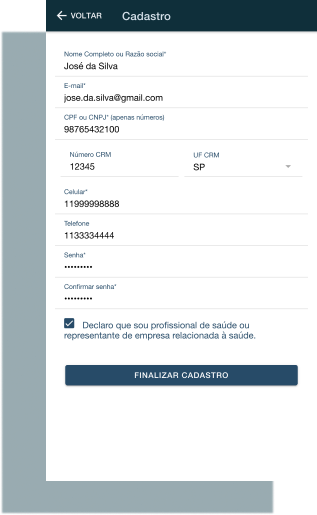 VOLTAR Cadastro
Nome Completo ou Razão social*
José da Silva
E-mail*
jose.da.silva@gmail.com
CPF ou CNPJ* (apenas números)
98765432100
Número CRM UF CRM
12345 SP
Celular*
11999998888
Telefone
1133334444
Senha*
•••••••••
Confirmar senha*
•••••••••
Declaro que sou profissional de saúde ou
representante de empresa relacionada à saúde.
FINALIZAR CADASTRO